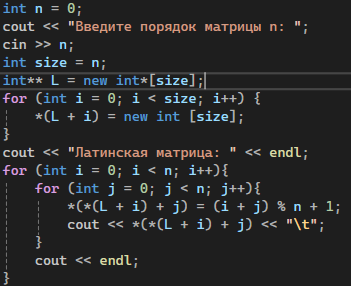 int n = 0;
cout << "Введите порядок матрицы n: ";
cin >> n;
int size = n;
int** L = new int*[size];
for (int i = 0; i < size; i++) {
    *(L + i) = new int [size];
}
cout << "Латинская матрица: " << endl;
for (int i = 0; i < n; i++){
    for (int j = 0; j < n; j++){
        *(*(L + i) + j) = (i + j) % n + 1;
        cout << *(*(L + i) + j) << "\t";
    }
    cout << endl;
}